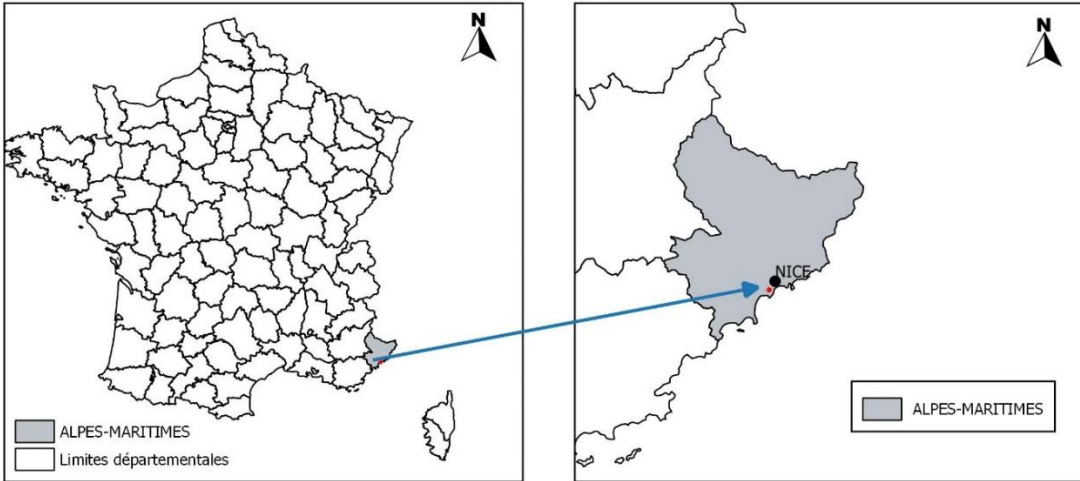 N
ALPES-MARITIMES
Limites départementales
N
NICE
ALPES-MARITIMES